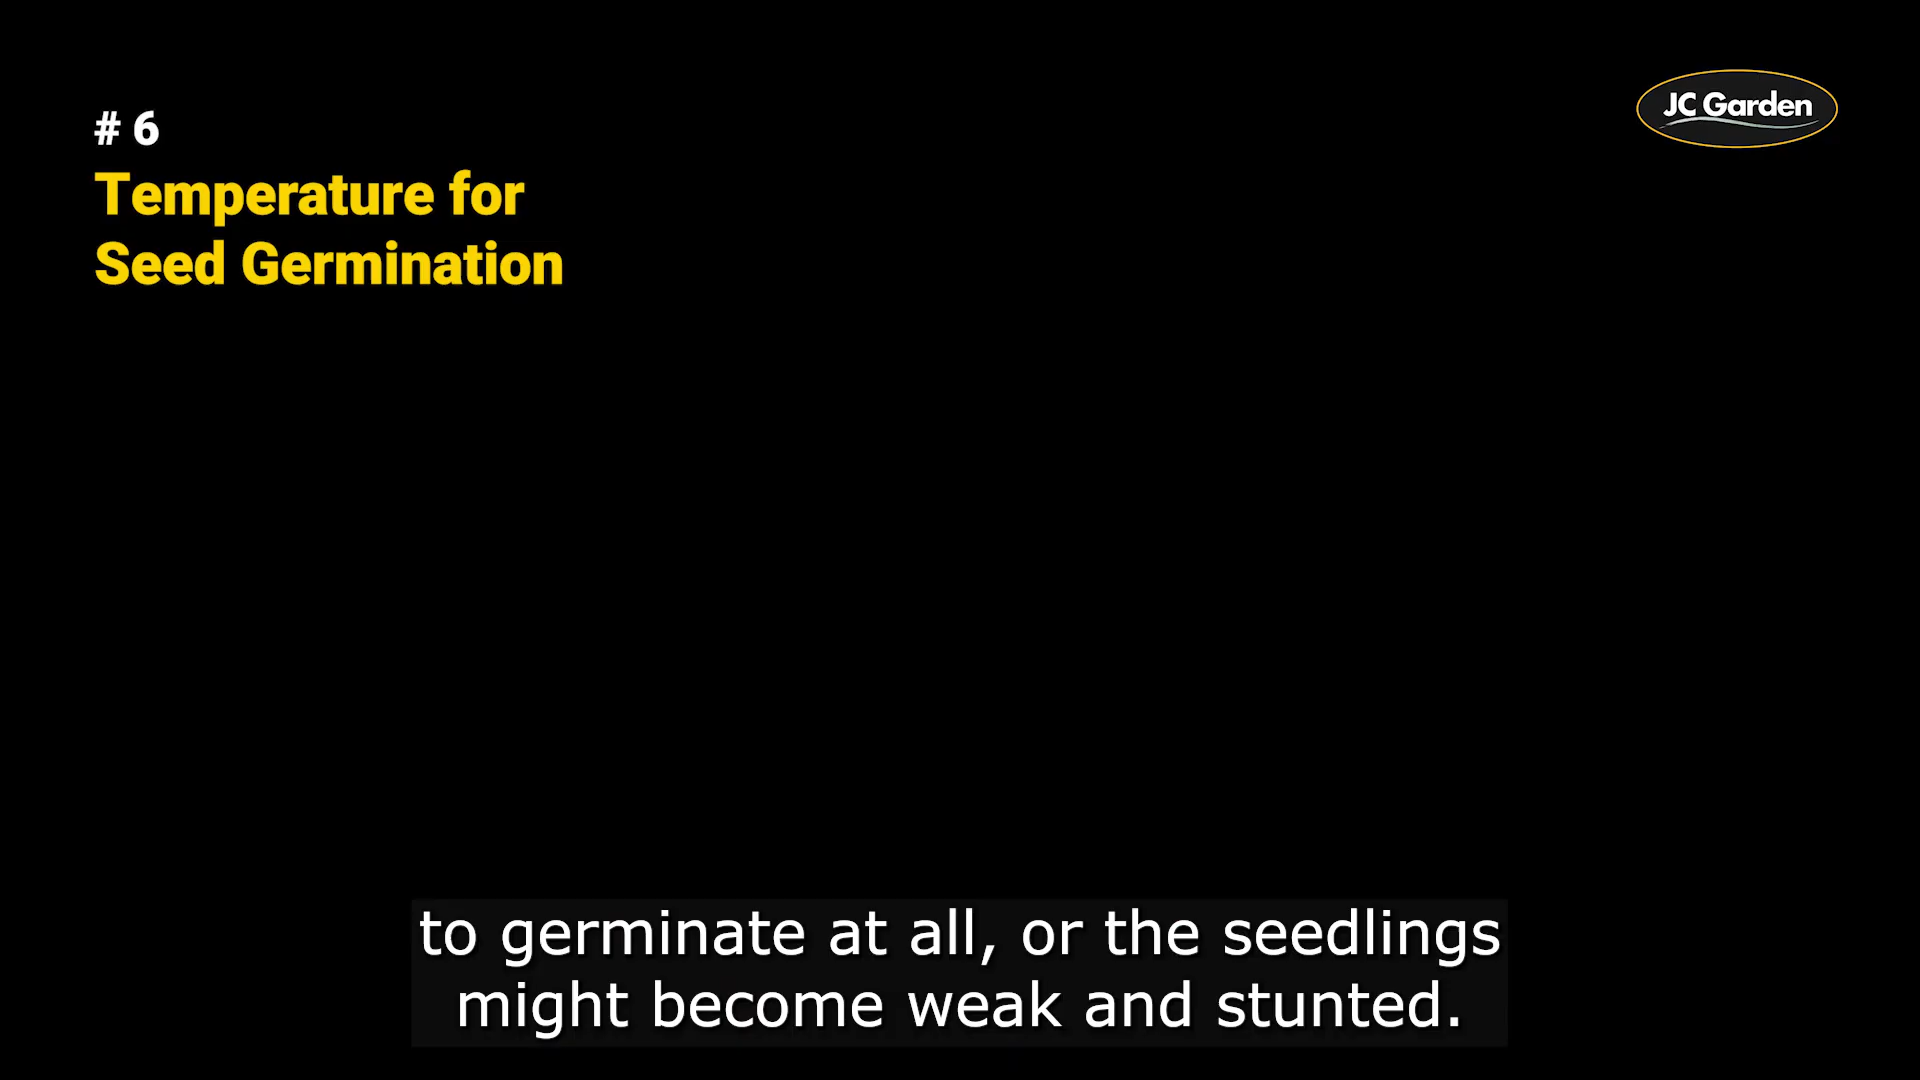 # 6
JC Garden
Temperature for
Seed Germination
to germinate at all, or the seedlings
might become weak and stunted.